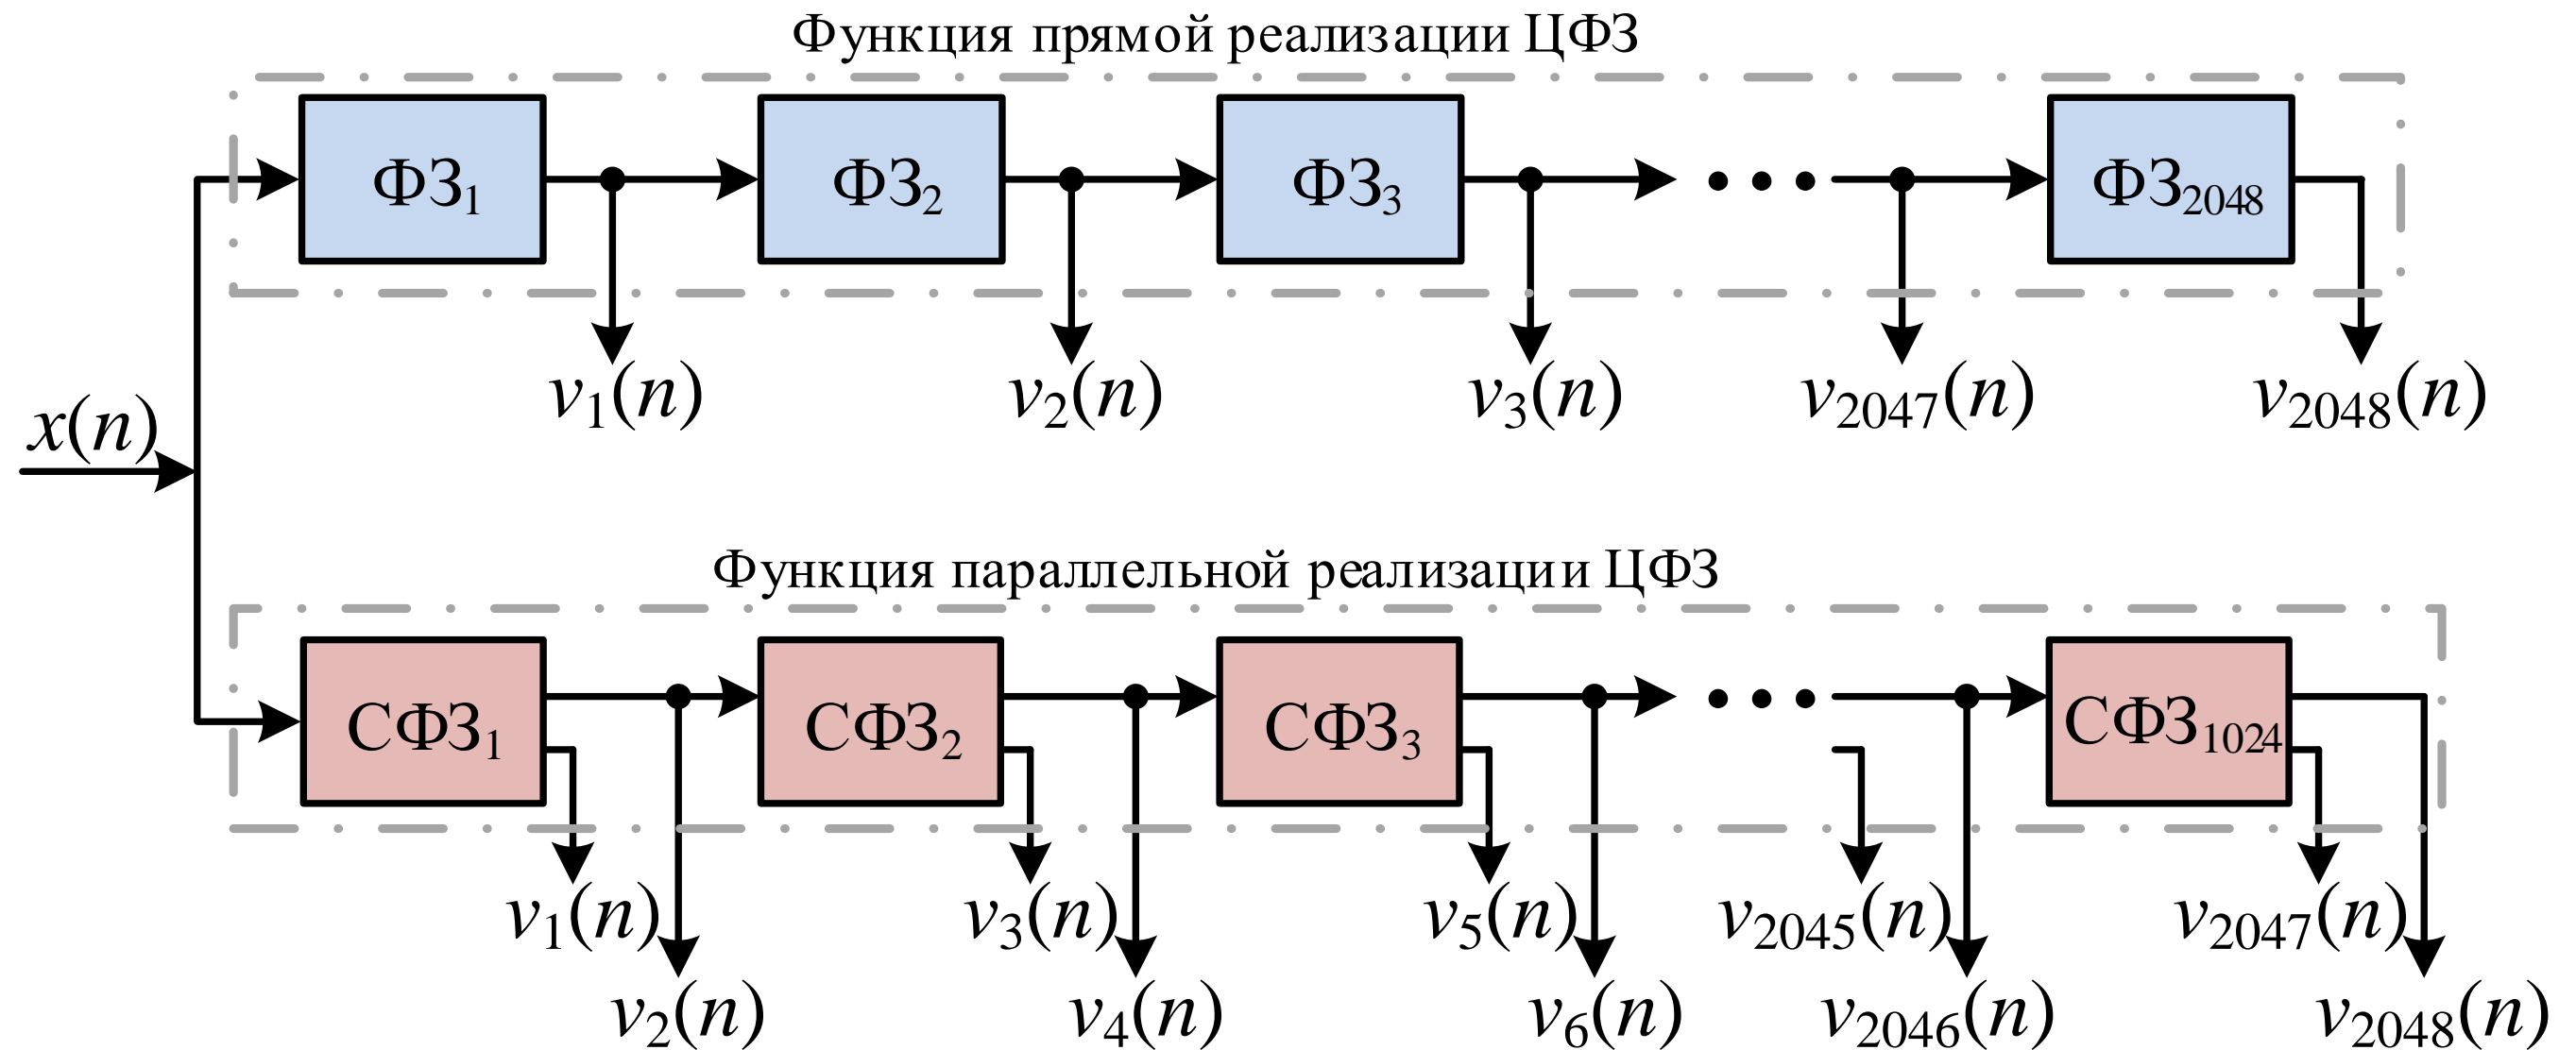 Функция прямой реализации ЦФЗ
ФЗ1 ФЗ2 ФЗ3 ФЗ2048
v1(n) v2(n) v3(n) v2047(n) v2048(n)
x(n)
Функция параллельной реализации ЦФЗ
СФЗ1 СФЗ2 СФЗ3 СФЗ1024
v1(n) v3(n) v5(n) v2045(n) v2047(n)
v2(n) v4(n) v6(n) v2046(n) v2048(n)